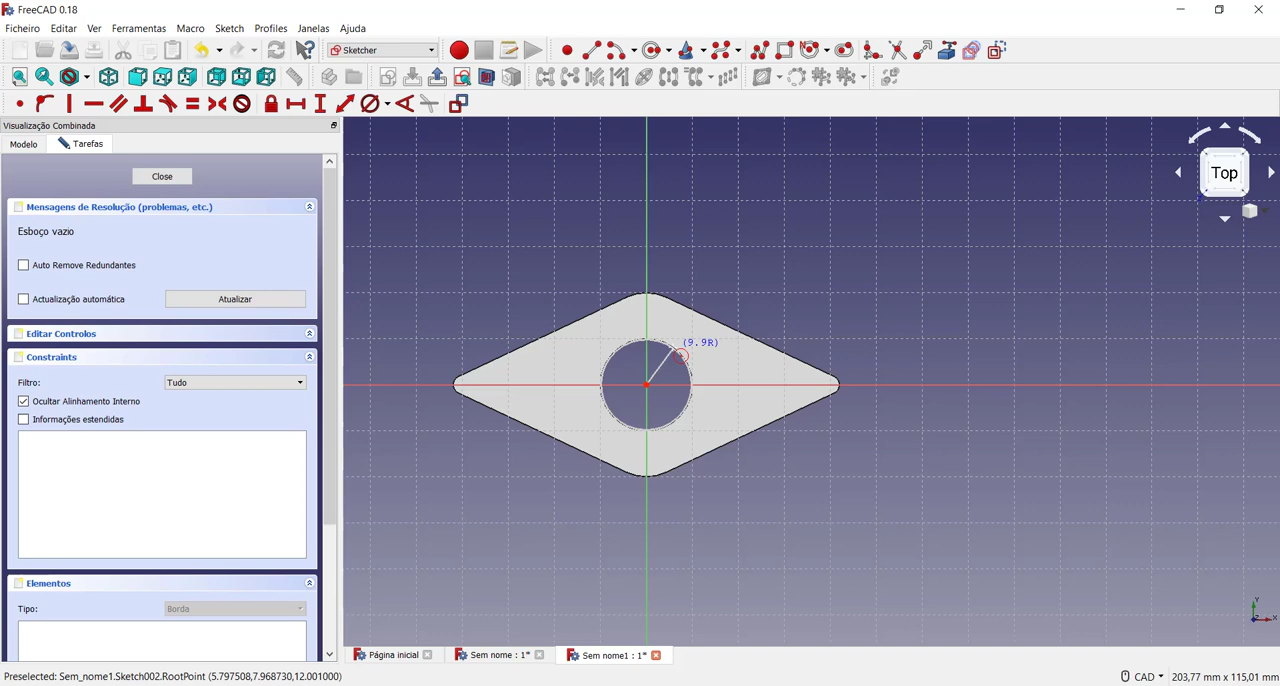 FreeCAD 0.18
Ficheiro Editar Ver Ferramentas Macro Sketch Profiles Janelas Ajuda
Sketcher
Visualização Combinada
Modelo Tarefas
Close
Mensagens de Resolução (problemas, etc.)
Esboço vazio
Auto Remove Redundantes
Actualização automática Atualizar
Editar Controlos
Constraints
Filtro: Tudo
Ocultar Alinhamento Interno
Informações estendidas
Elementos
Tipo: Borda
(9.9R)
Top
Y
X
Z
Página inicial Sem nome : 1* Sem nome1 : 1*
Preselected: Sem_nome1.Sketch002.RootPoint (5.797508,7.968730,12.001000) CAD 203,77 mm x 115,01 mm